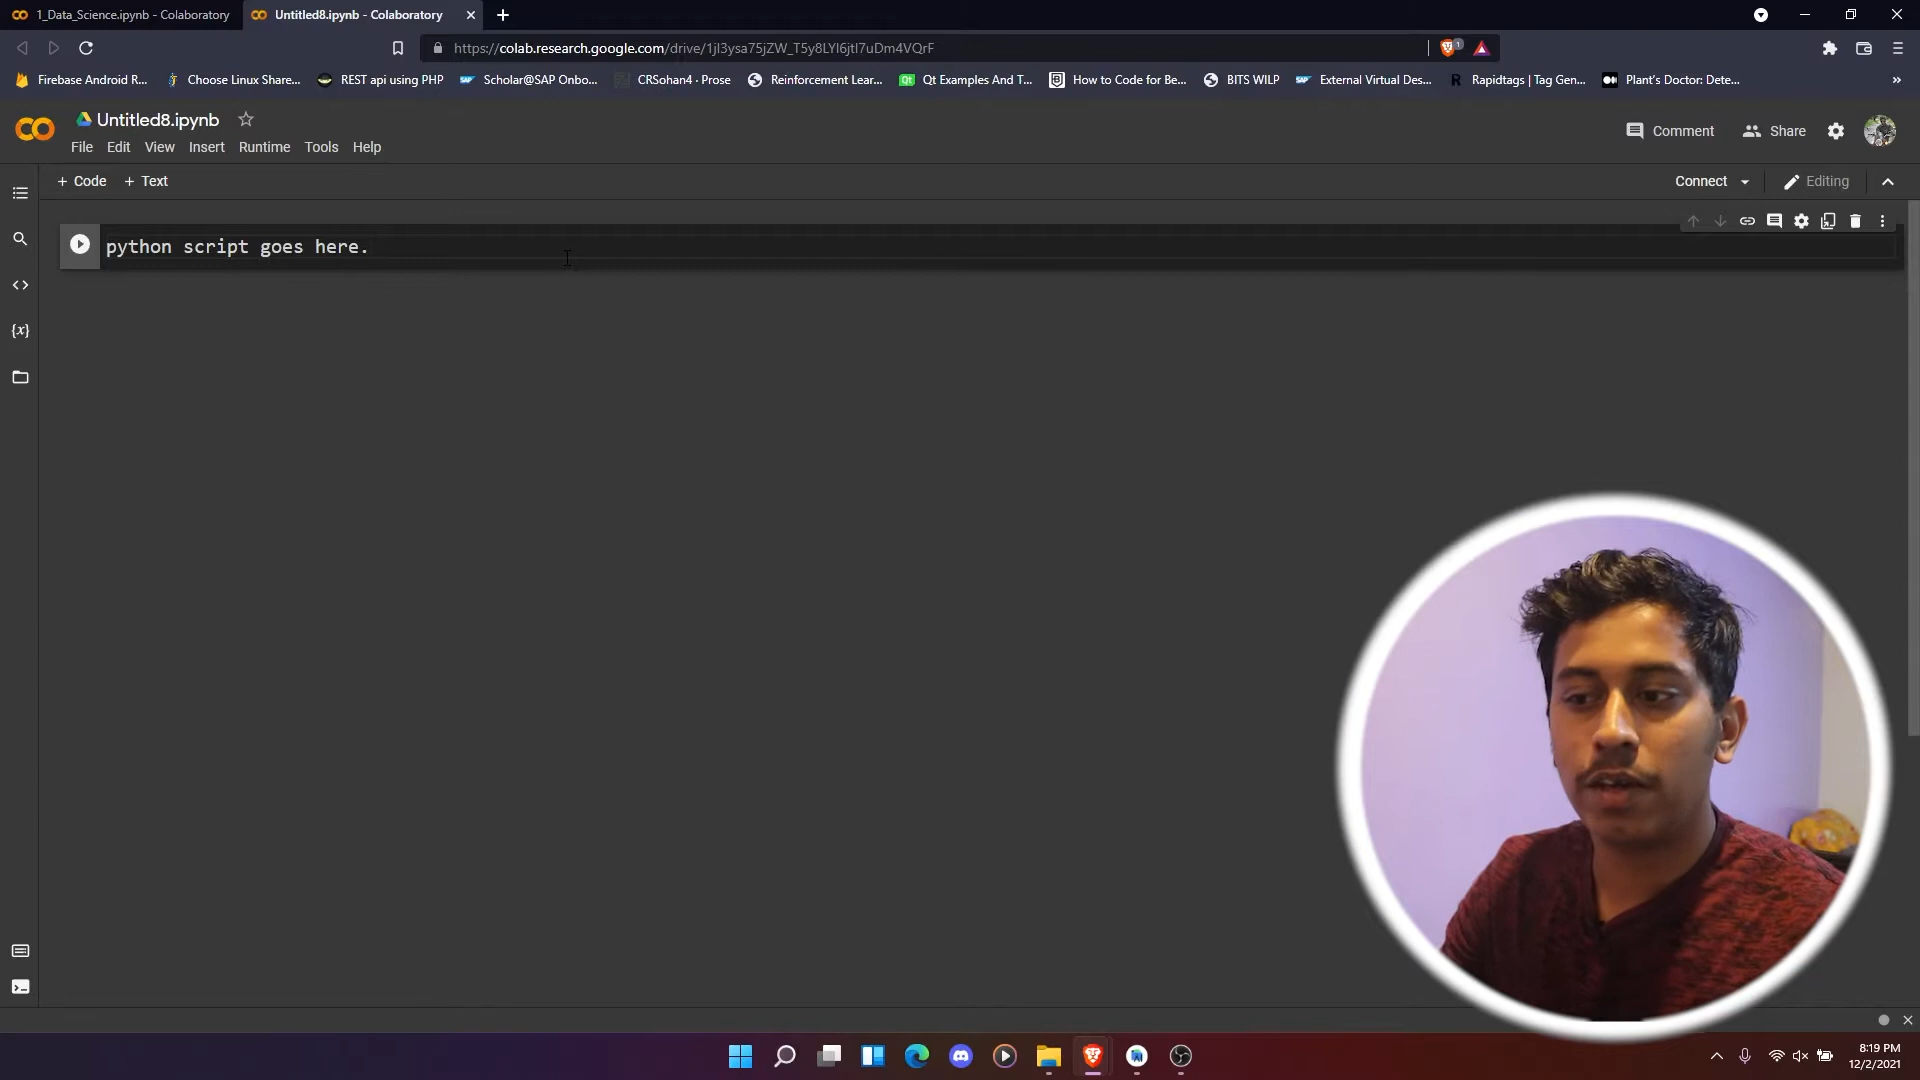 1_Data_Science.ipynb - Colaboratory
Untitled8.ipynb - Colaboratory
https://colab.research.google.com/drive/1jI3ysa75jZW_T5y8LYl6jtI7uDm4VQrF
1
Firebase Android R...
Choose Linux Share...
REST api using PHP
Scholar@SAP Onbo...
CRSohan4 · Prose
Reinforcement Lear...
Qt Examples And T...
How to Code for Be...
BITS WILP
External Virtual Des...
Rapidtags | Tag Gen...
Plant's Doctor: Dete...
Untitled8.ipynb
Comment
Share
File Edit View Insert Runtime Tools Help
+ Code + Text
Connect
Editing
python script goes here.
8:19 PM
12/2/2021